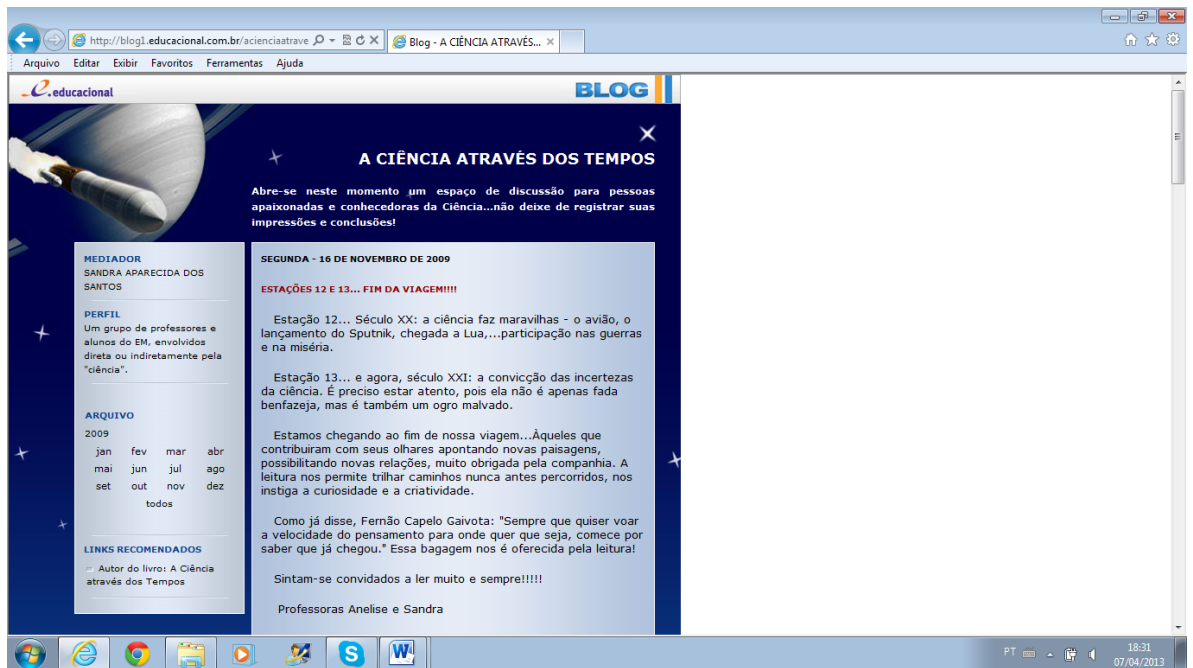 http://blog1.educacional.com.br/acienciaatrave
Blog - A CIÊNCIA ATRAVÉS...
Arquivo Editar Exibir Favoritos Ferramentas Ajuda
e.educacional
BLOG
A CIÊNCIA ATRAVÉS DOS TEMPOS
Abre-se neste momento um espaço de discussão para pessoas
apaixonadas e conhecedoras da Ciência...não deixe de registrar suas
impressões e conclusões!
MEDIADOR
SANDRA APARECIDA DOS
SANTOS
PERFIL
Um grupo de professores e
alunos do EM, envolvidos
direta ou indiretamente pela
"ciência".
ARQUIVO
2009
jan fev mar abr
mai jun jul ago
set out nov dez
todos
LINKS RECOMENDADOS
Autor do livro: A Ciência
através dos Tempos
SEGUNDA - 16 DE NOVEMBRO DE 2009
ESTAÇÕES 12 E 13... FIM DA VIAGEM!!!!
Estação 12... Século XX: a ciência faz maravilhas - o avião, o
lançamento do Sputnik, chegada a Lua,...participação nas guerras
e na miséria.
Estação 13... e agora, século XXI: a convicção das incertezas
da ciência. É preciso estar atento, pois ela não é apenas fada
benfazeja, mas é também um ogro malvado.
Estamos chegando ao fim de nossa viagem...Àqueles que
contribuiram com seus olhares apontando novas paisagens,
possibilitando novas relações, muito obrigada pela companhia. A
leitura nos permite trilhar caminhos nunca antes percorridos, nos
instiga a curiosidade e a criatividade.
Como já disse, Fernão Capelo Gaivota: "Sempre que quiser voar
a velocidade do pensamento para onde quer que seja, comece por
saber que já chegou." Essa bagagem nos é oferecida pela leitura!
Sintam-se convidados a ler muito e sempre!!!!!
Professoras Anelise e Sandra
PT
18:31
07/04/2013